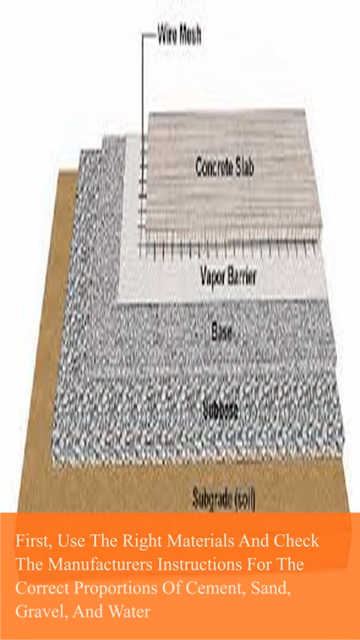 Wire Mesh
Concrete Slab
Vapor Barrier
Base
Subbase
Subgrade (soil)
First, Use The Right Materials And Check
The Manufacturers Instructions For The
Correct Proportions Of Cement, Sand,
Gravel, And Water